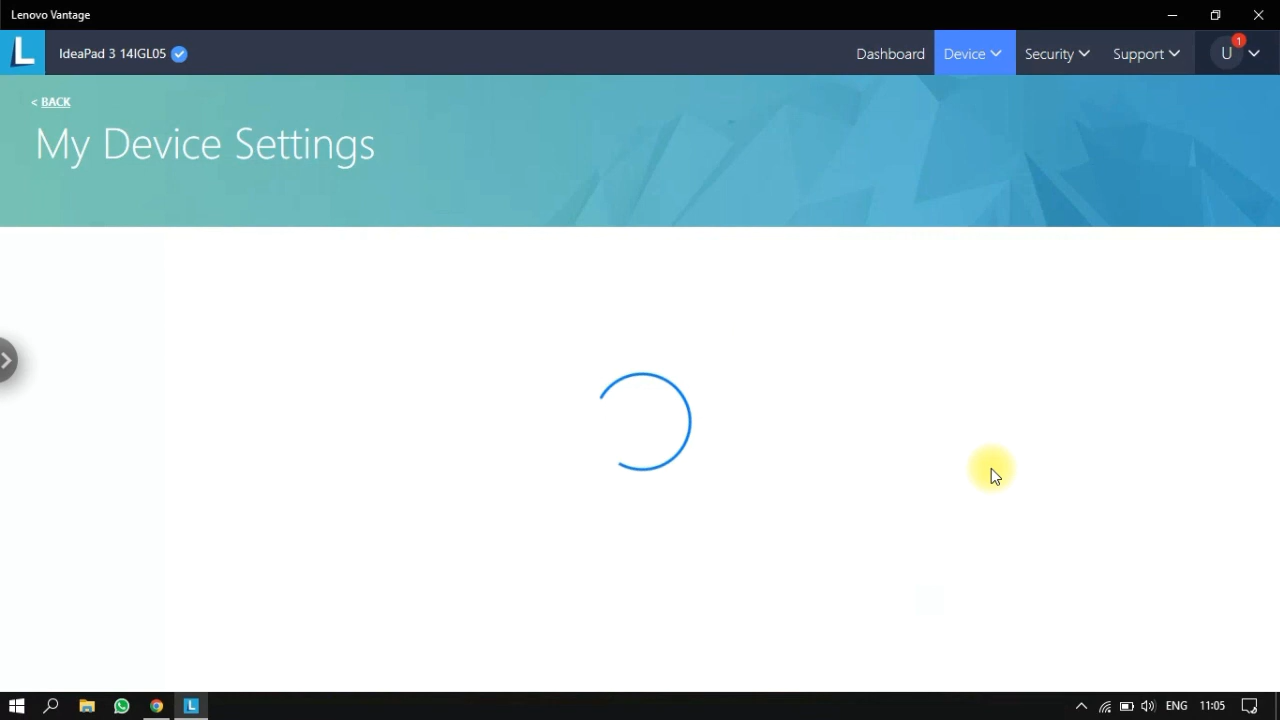 Lenovo Vantage
L IdeaPad 3 14IGL05 Dashboard Device Security Support U 1
< BACK
My Device Settings
L ENG 11:05